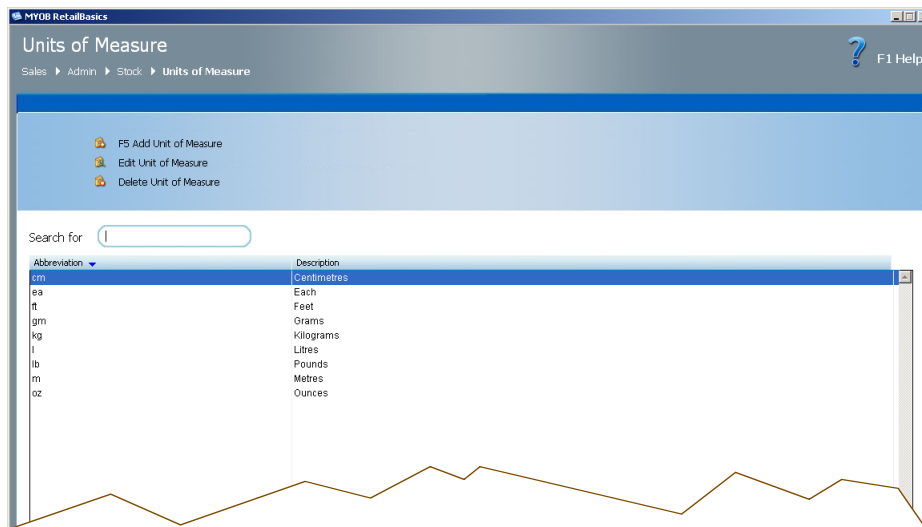 MYOB RetailBasics
Units of Measure
F1 Help
Sales Admin Stock Units of Measure
F5 Add Unit of Measure
Edit Unit of Measure
Delete Unit of Measure
Search for
Abbreviation Description
cm Centimetres
ea Each
ft Feet
gm Grams
kg Kilograms
l Litres
lb Pounds
m Metres
oz Ounces